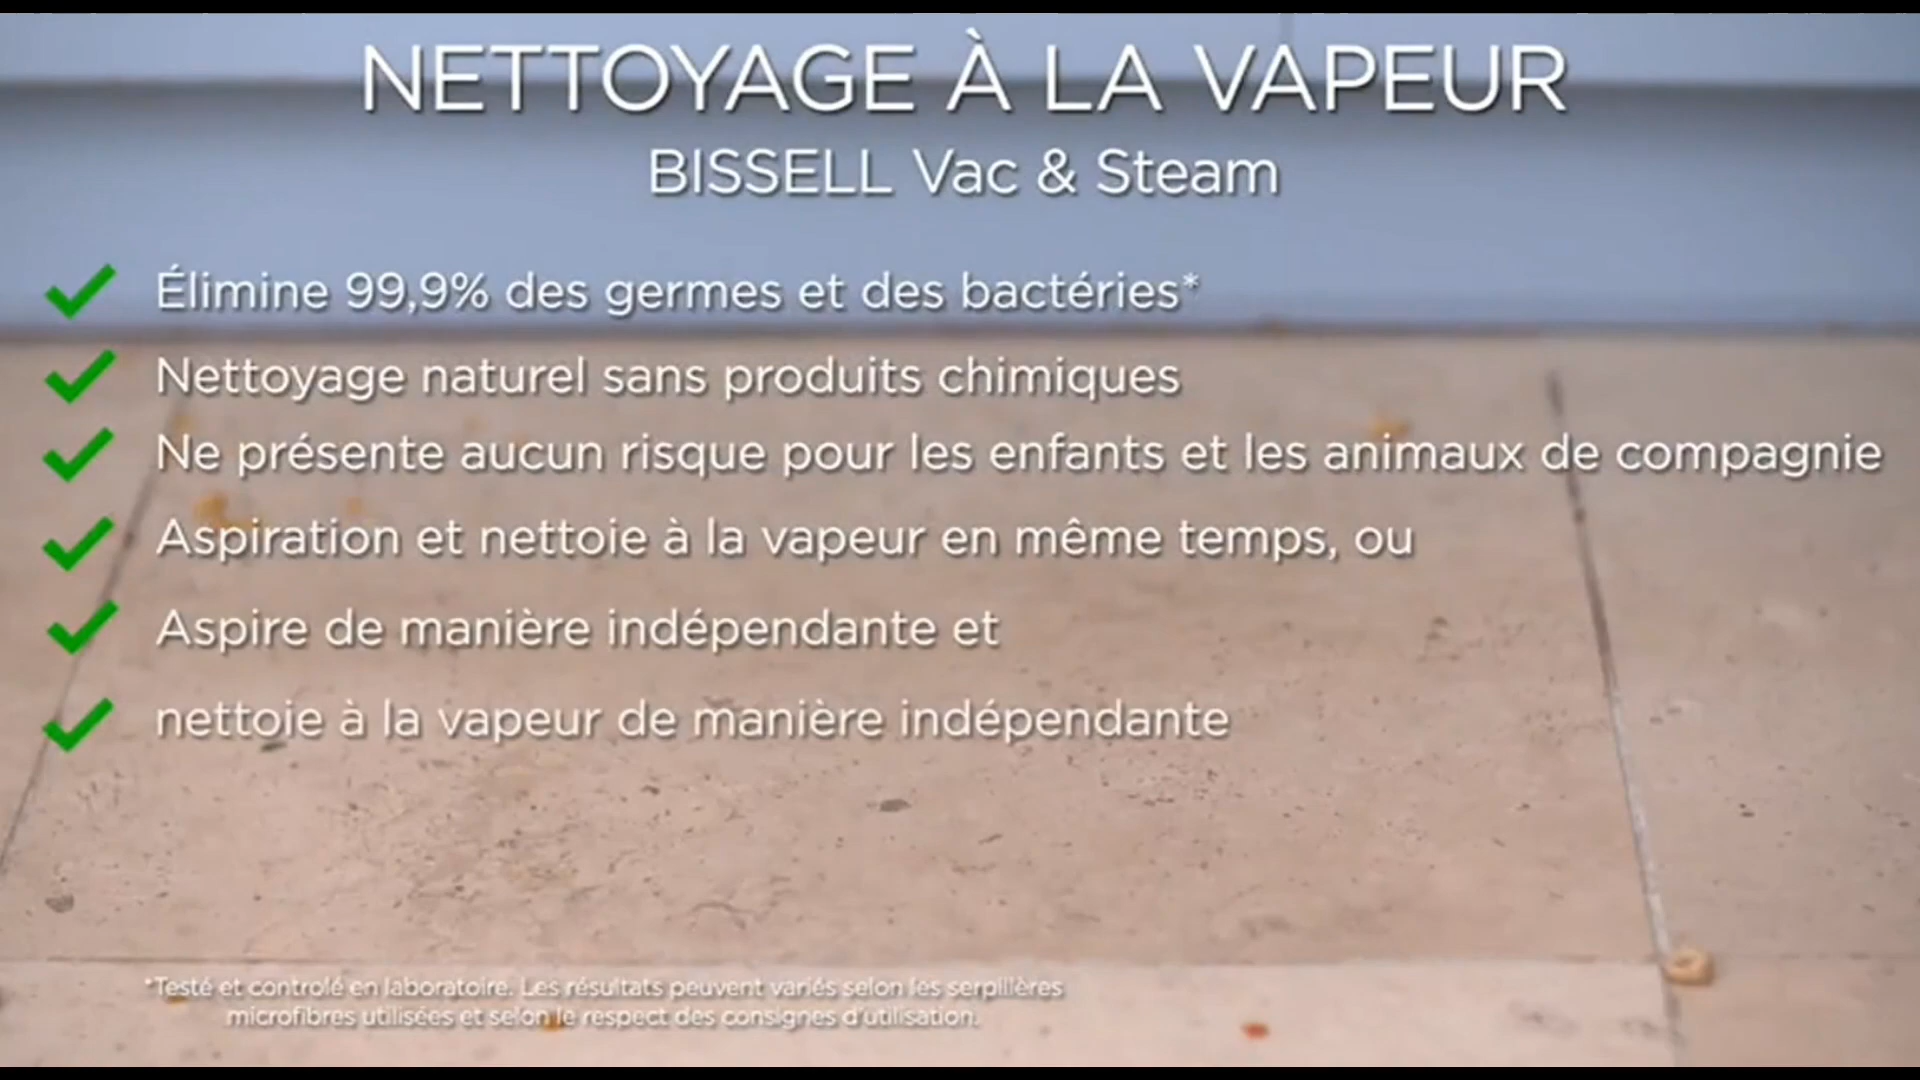 NETTOYAGE À LA VAPEUR
BISSELL Vac & Steam
Élimine 99,9% des germes et des bactéries*
Nettoyage naturel sans produits chimiques
Ne présente aucun risque pour les enfants et les animaux de compagnie
Aspiration et nettoie à la vapeur en même temps, ou
Aspire de manière indépendante et
nettoie à la vapeur de manière indépendante
*Testé et controlé en laboratoire. Les résultats peuvent variés selon les serpillères
microfibres utilisées et selon le respect des consignes d'utilisation.